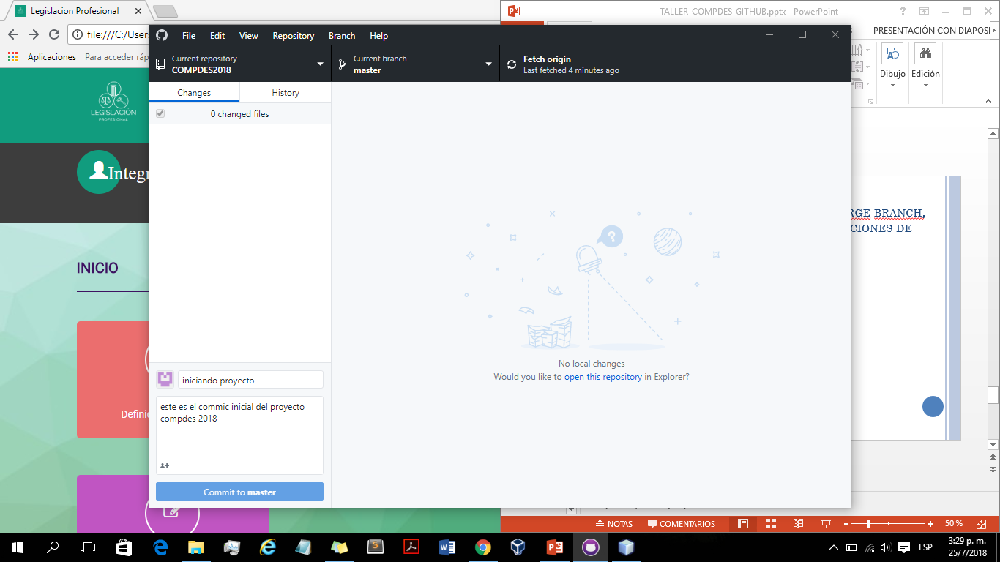 Legislacion Profesional
TALLER-COMPDES-GITHUB.pptx - PowerPoint
file:///C:/Users
PRESENTACIÓN CON DIAPOSI
Aplicaciones
Para acceder ráp
File Edit View Repository Branch Help
Current repository
COMPDES2018
Current branch
master
Fetch origin
Last fetched 4 minutes ago
Dibujo
Edición
Changes
History
0 changed files
LEGISLACIÓN
PROFESIONAL
Integr
INICIO
Defini
RGE BRANCH,
CIONES DE
?
No local changes
Would you like to open this repository in Explorer?
iniciando proyecto
este es el commic inicial del proyecto
compdes 2018
Commit to master
NOTAS
COMENTARIOS
50 %
ESP
3:29 p. m.
25/7/2018